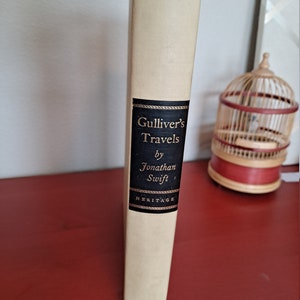 Gulliver's
Travels
by
Jonathan
Swift
HERITAGE